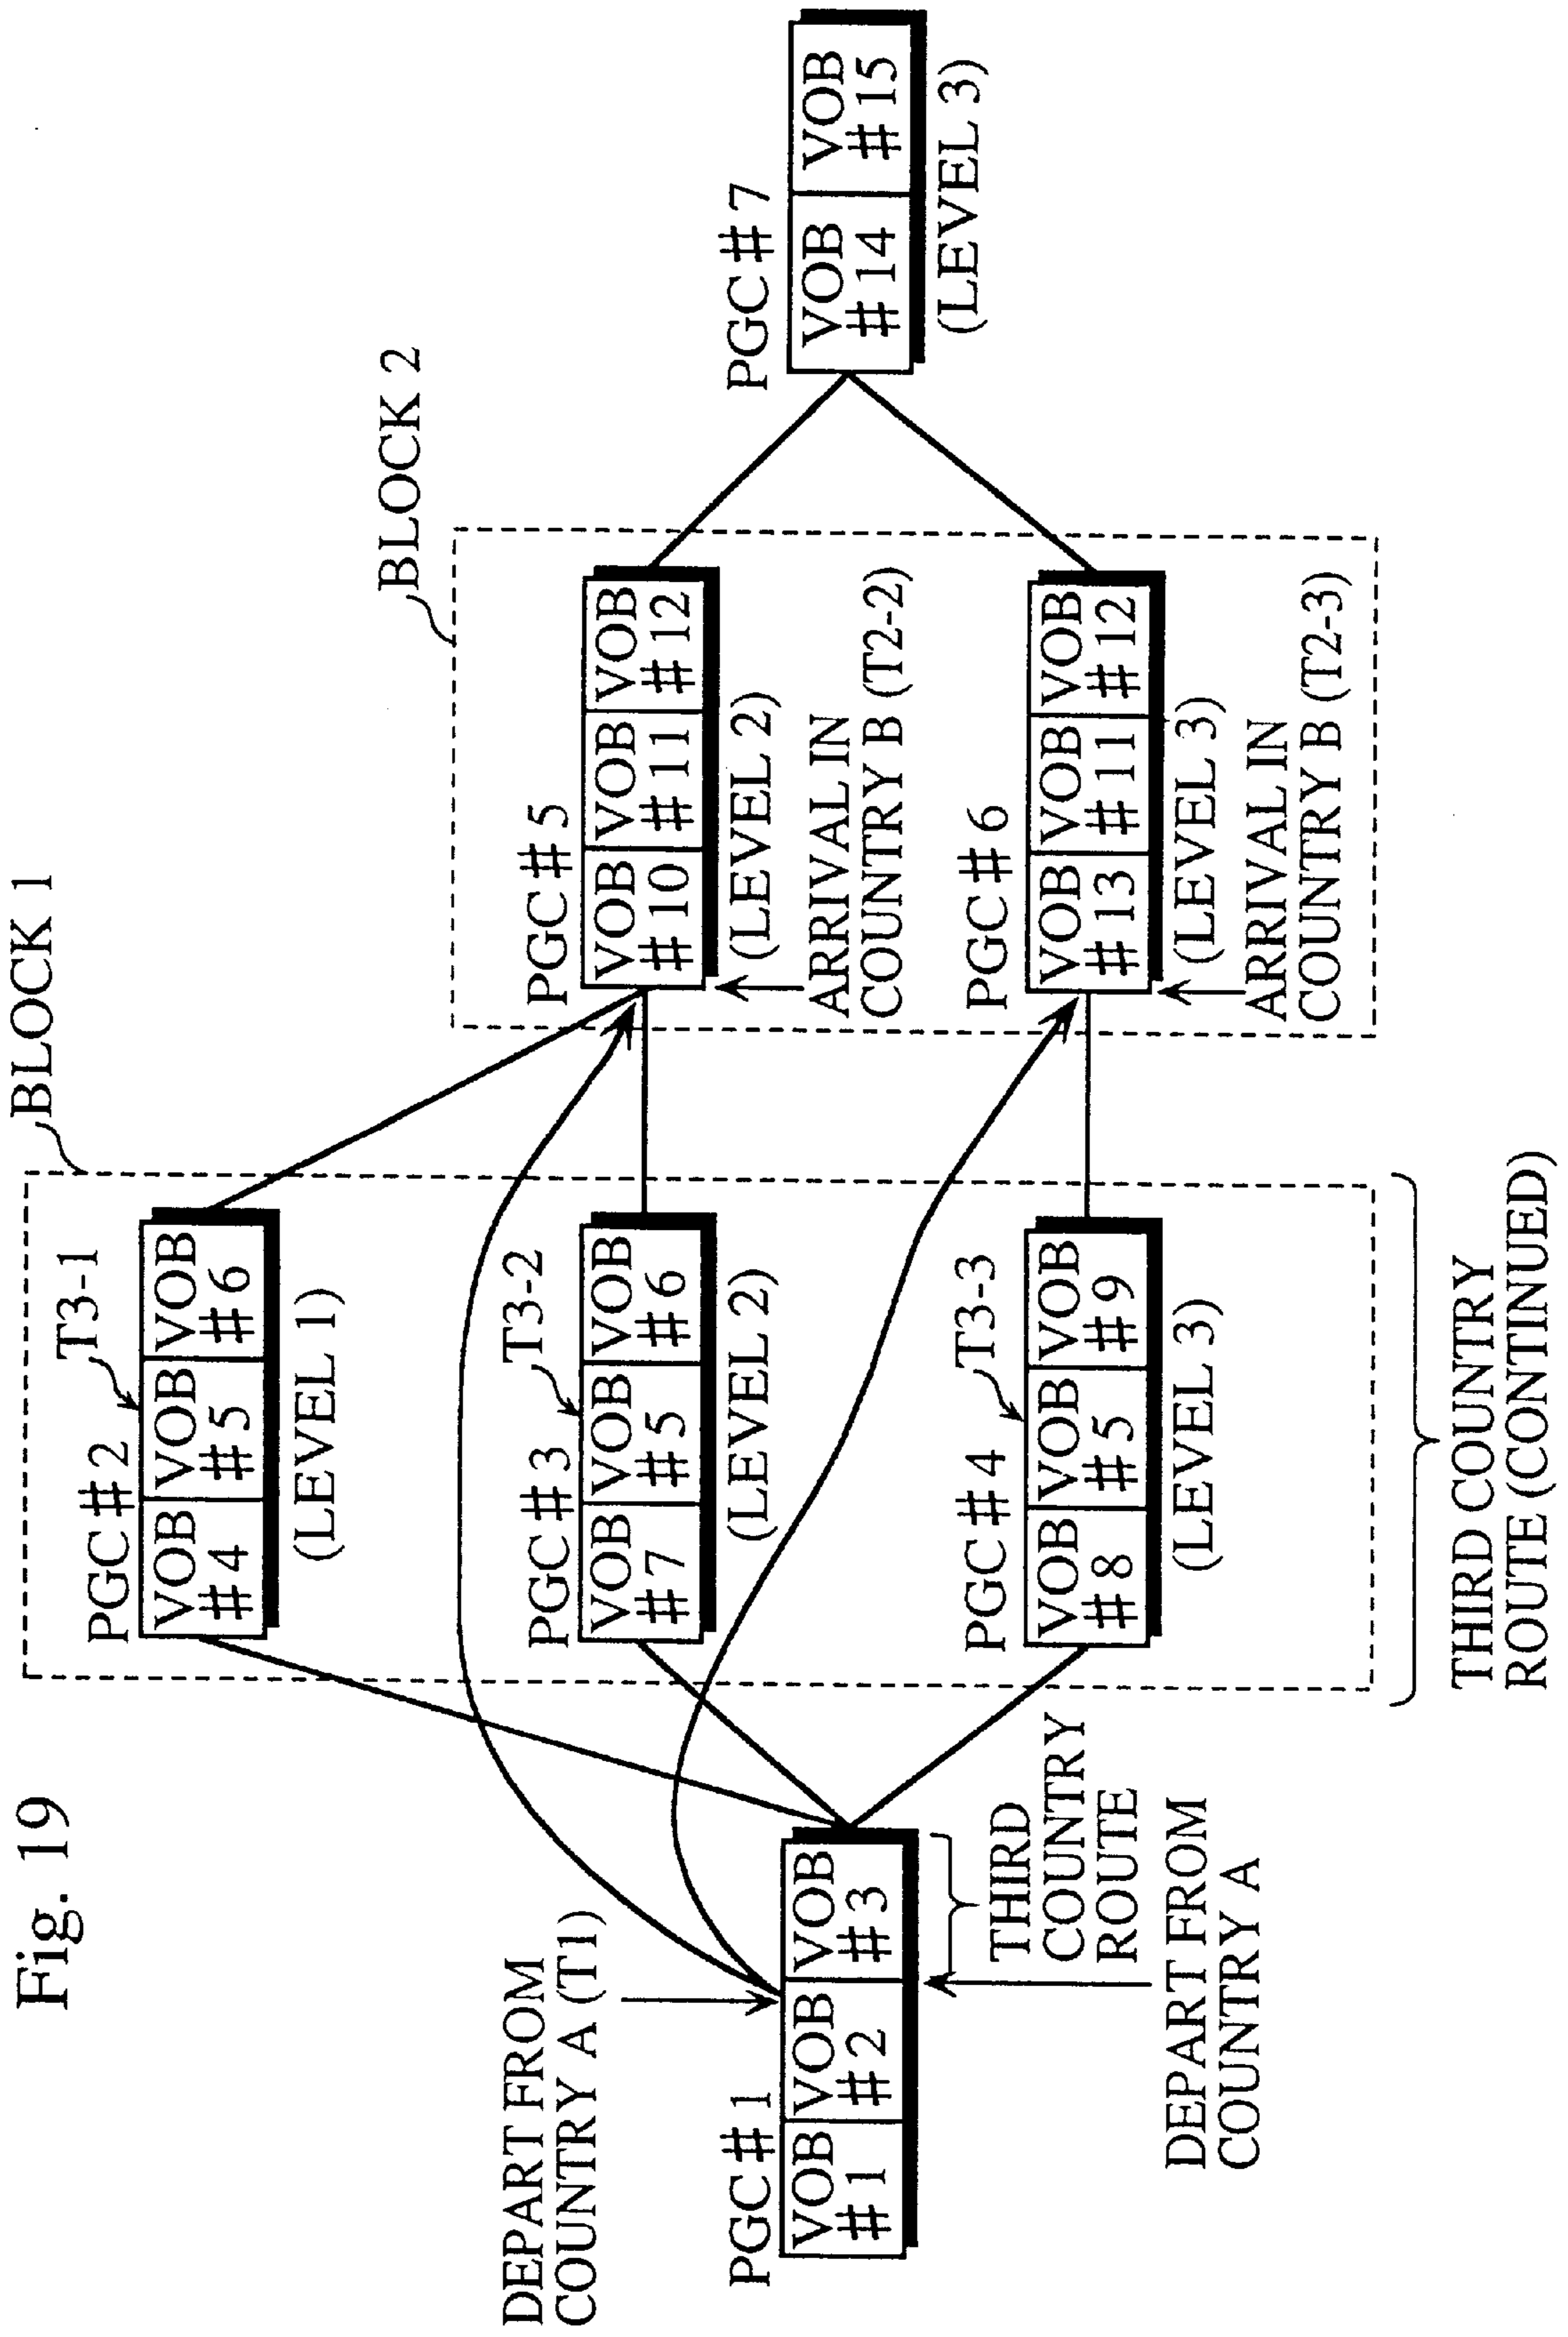 Fig. 19
BLOCK 1
BLOCK 2
PGC#2
T3-1
VOB #4
VOB #5
VOB #6
(LEVEL 1)
PGC#3
T3-2
VOB #7
VOB #5
VOB #6
(LEVEL 2)
PGC#4
T3-3
VOB #8
VOB #5
VOB #9
(LEVEL 3)
THIRD COUNTRY
ROUTE (CONTINUED)
DEPART FROM
COUNTRY A (T1)
PGC#1
VOB #1
VOB #2
VOB #3
THIRD
COUNTRY
ROUTE
DEPART FROM
COUNTRY A
PGC#5
VOB #10
VOB #11
VOB #12
(LEVEL 2)
ARRIVAL IN
COUNTRY B (T2-2)
PGC#6
VOB #13
VOB #11
VOB #12
(LEVEL 3)
ARRIVAL IN
COUNTRY B (T2-3)
PGC#7
VOB #14
VOB #15
(LEVEL 3)